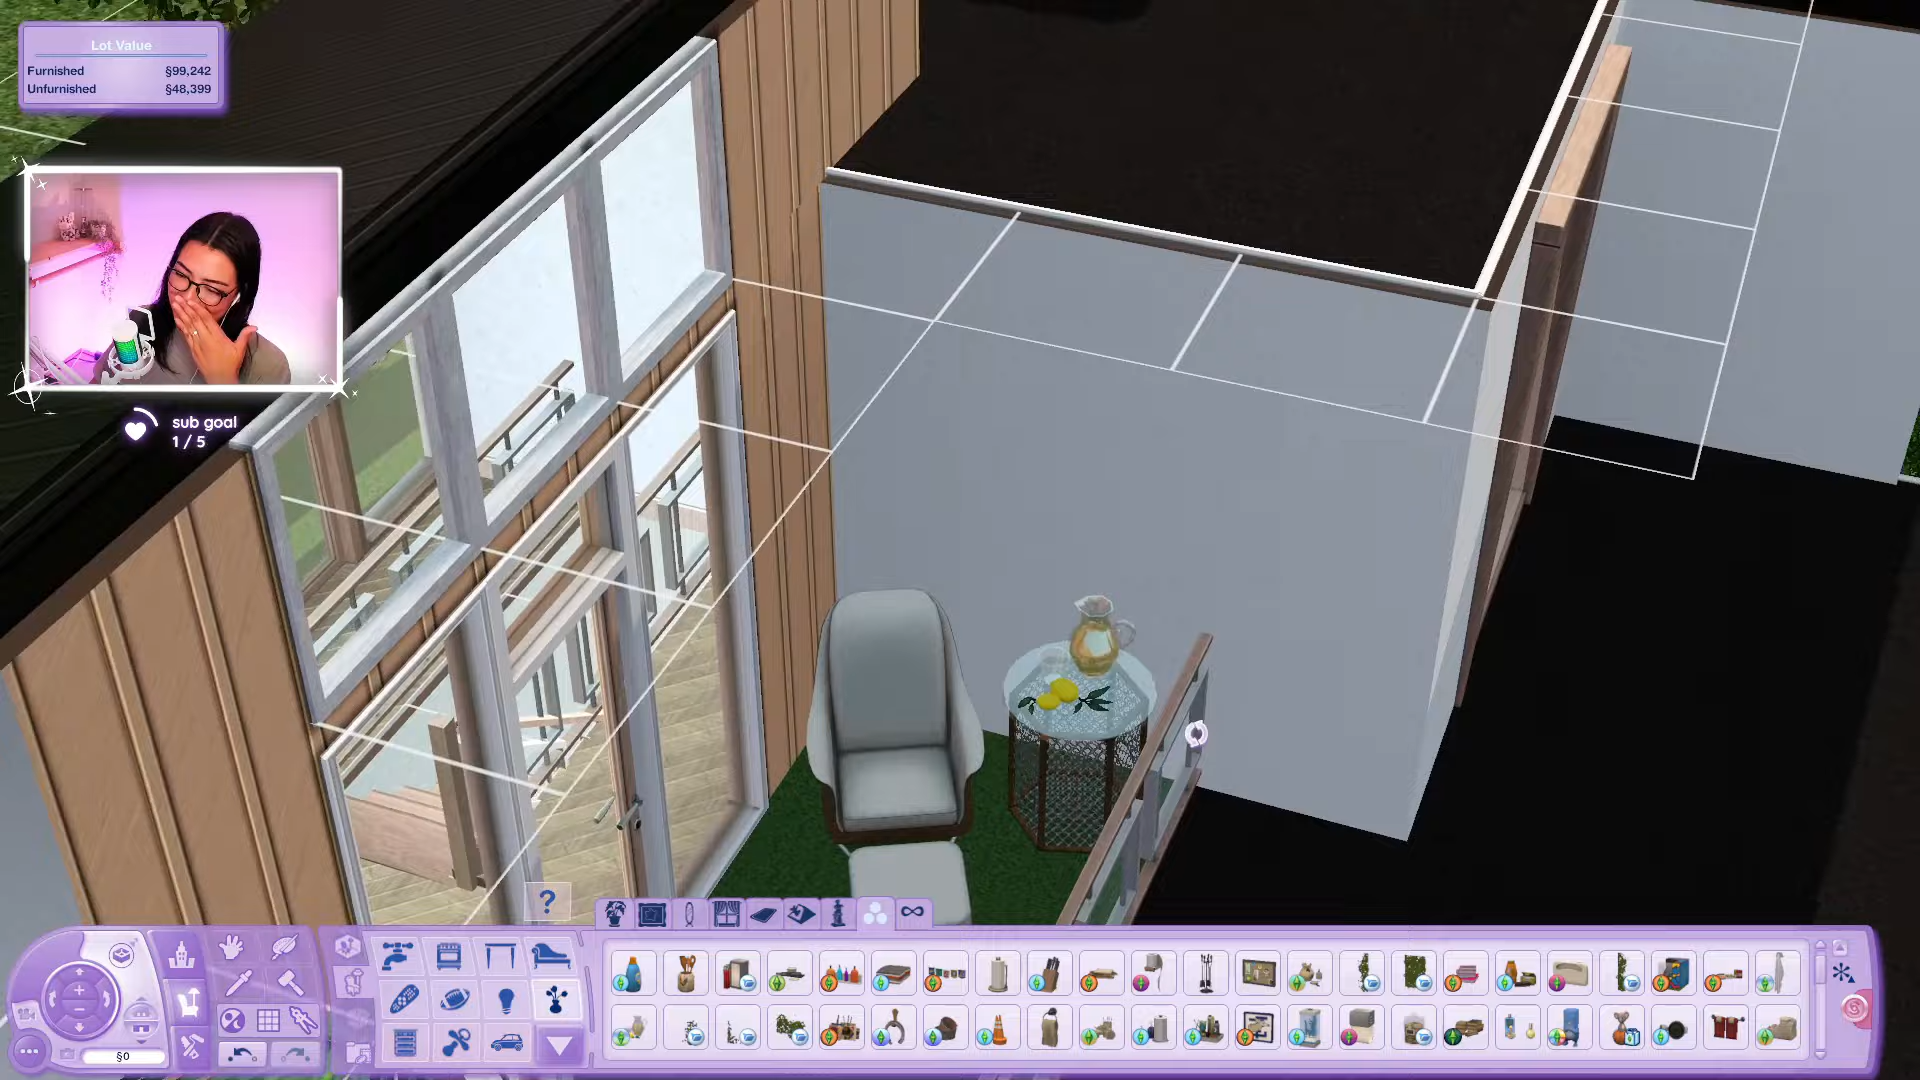 Lot Value
Furnished §99,242
Unfurnished §48,399
sub goal
1 / 5
?
§0